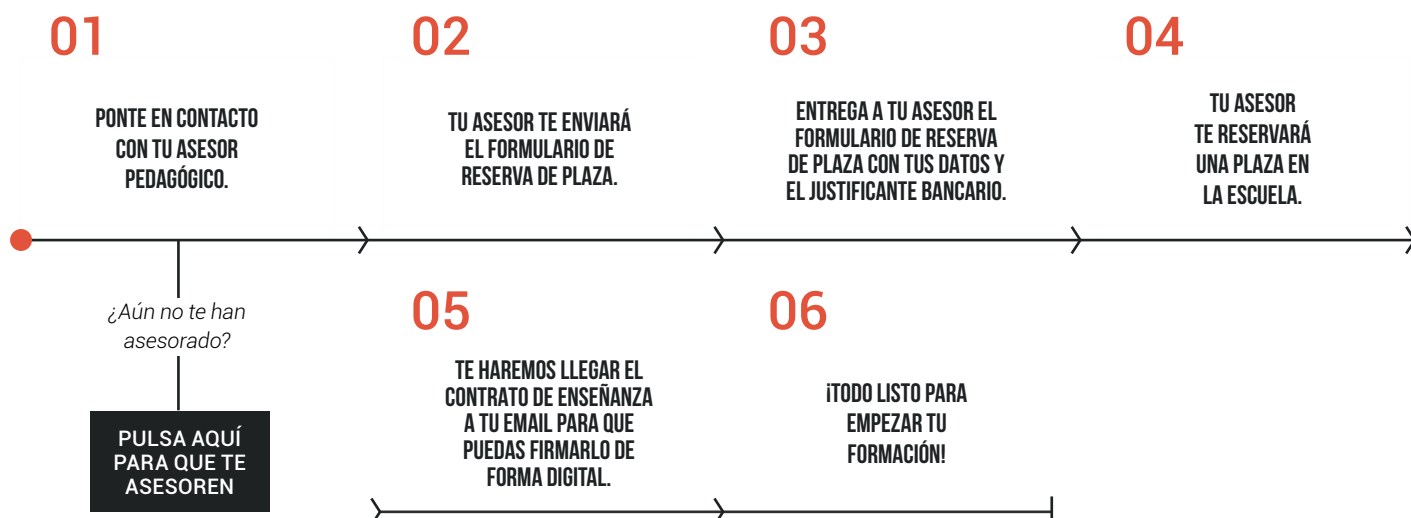 01
PONTE EN CONTACTO
CON TU ASESOR
PEDAGÓGICO.
02
TU ASESOR TE ENVIARÁ
EL FORMULARIO DE
RESERVA DE PLAZA.
03
ENTREGA A TU ASESOR EL
FORMULARIO DE RESERVA
DE PLAZA CON TUS DATOS Y
EL JUSTIFICANTE BANCARIO.
04
TU ASESOR
TE RESERVARÁ
UNA PLAZA EN
LA ESCUELA.
¿Aún no te han
asesorado?
PULSA AQUÍ
PARA QUE TE
ASESOREN
05
TE HAREMOS LLEGAR EL
CONTRATO DE ENSEÑANZA
A TU EMAIL PARA QUE
PUEDAS FIRMARLO DE
FORMA DIGITAL.
06
¡TODO LISTO PARA
EMPEZAR TU
FORMACIÓN!